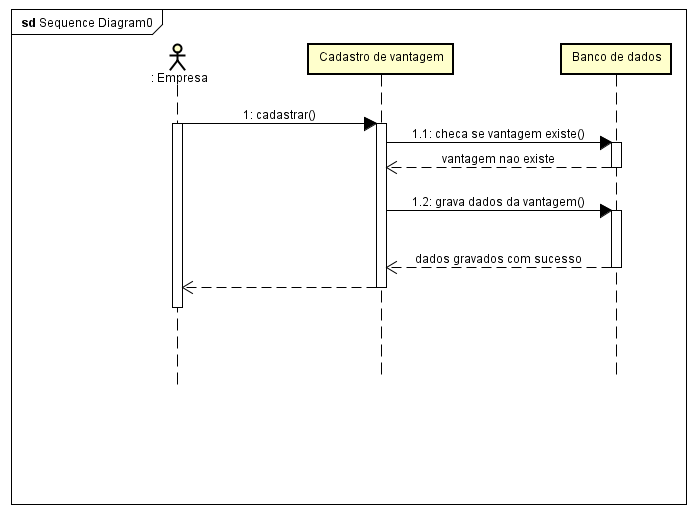 sd Sequence Diagram0
Cadastro de vantagem
Banco de dados
: Empresa
1: cadastrar()
1.1: checa se vantagem existe()
vantagem nao existe
1.2: grava dados da vantagem()
dados gravados com sucesso